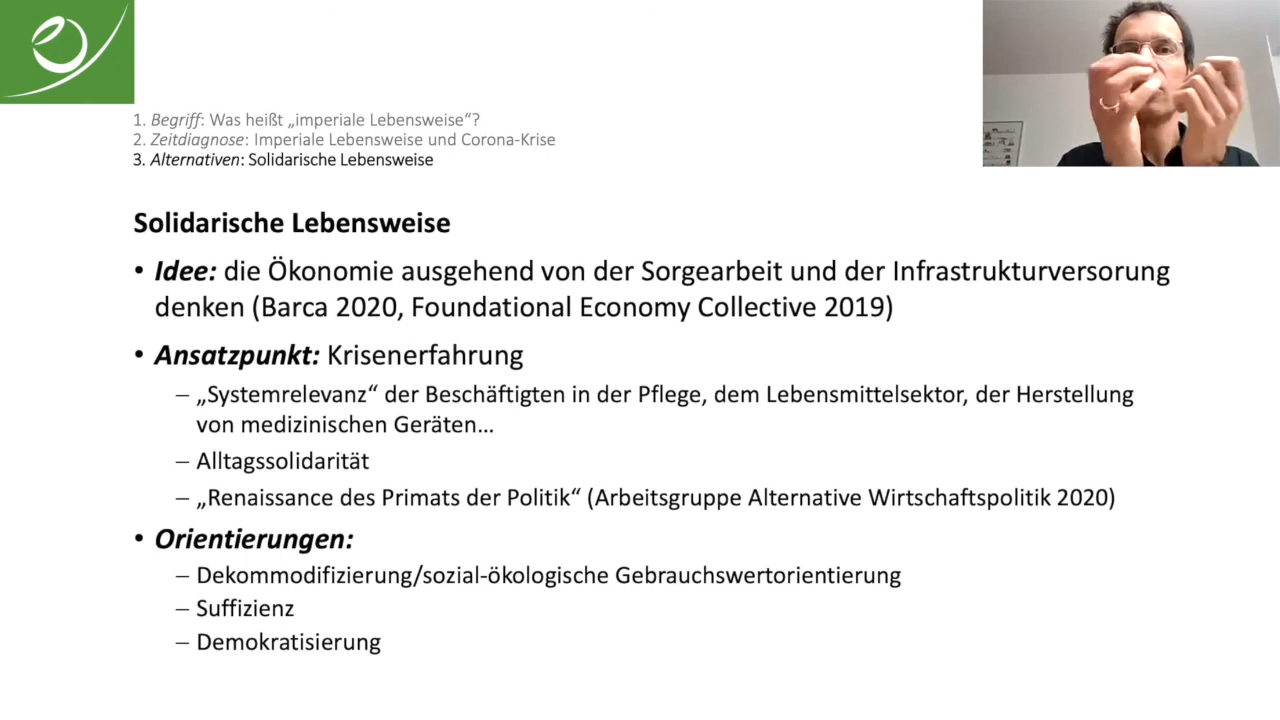 1. Begriff: Was heißt „imperiale Lebensweise“?
2. Zeitdiagnose: Imperiale Lebensweise und Corona-Krise
3. Alternativen: Solidarische Lebensweise
Solidarische Lebensweise
• Idee: die Ökonomie ausgehend von der Sorgearbeit und der Infrastrukturversorung
denken (Barca 2020, Foundational Economy Collective 2019)
• Ansatzpunkt: Krisenerfahrung
– „Systemrelevanz“ der Beschäftigten in der Pflege, dem Lebensmittelsektor, der Herstellung
von medizinischen Geräten…
– Alltagssolidarität
– „Renaissance des Primats der Politik“ (Arbeitsgruppe Alternative Wirtschaftspolitik 2020)
• Orientierungen:
– Dekommodifizierung/sozial-ökologische Gebrauchswertorientierung
– Suffizienz
– Demokratisierung